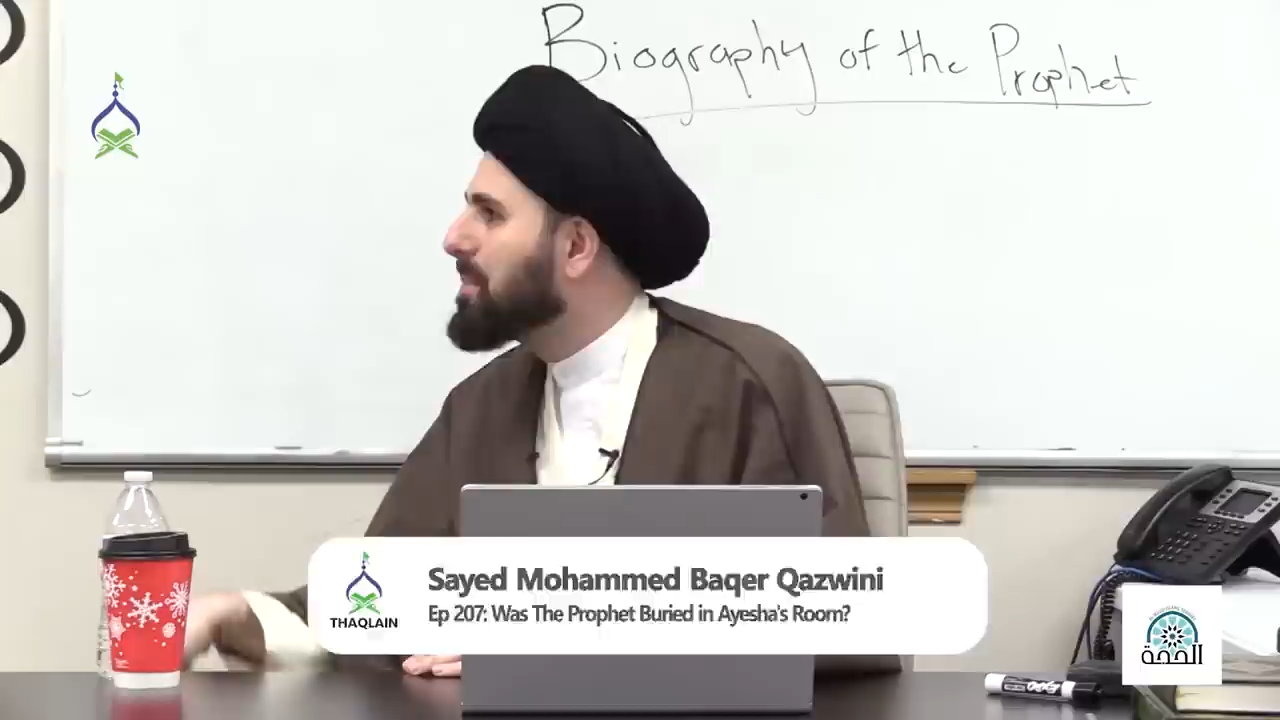 Biography of the Prophet
THAQLAIN
Sayed Mohammed Baqer Qazwini
Ep 207: Was The Prophet Buried in Ayesha's Room?
EXPO
الحجة